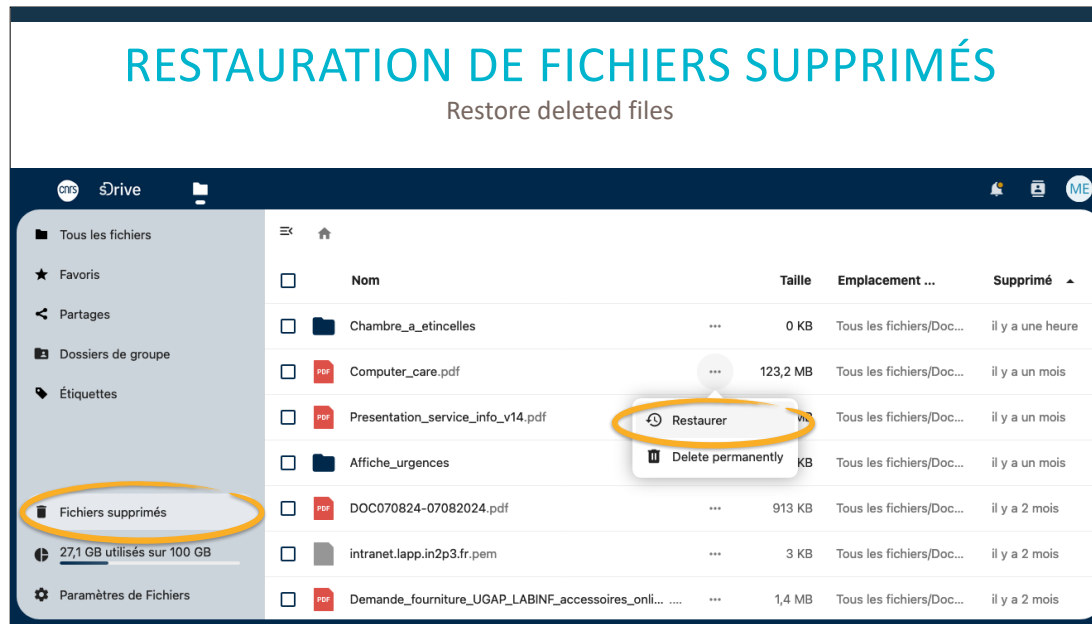 RESTAURATION DE FICHIERS SUPPRIMÉS
Restore deleted files
cnrs sDrive ME
Tous les fichiers
Favoris
Partages
Dossiers de groupe
Étiquettes
Fichiers supprimés
27,1 GB utilisés sur 100 GB
Paramètres de Fichiers
Nom Taille Emplacement ... Supprimé
Chambre_a_etincelles ... 0 KB Tous les fichiers/Doc... il y a une heure
PDF Computer_care.pdf ... 123,2 MB Tous les fichiers/Doc... il y a un mois
PDF Presentation_service_info_v14.pdf MB Tous les fichiers/Doc... il y a un mois
Restaurer
Affiche_urgences KB Tous les fichiers/Doc... il y a un mois
Delete permanently
PDF DOC070824-07082024.pdf ... 913 KB Tous les fichiers/Doc... il y a 2 mois
intranet.lapp.in2p3.fr.pem ... 3 KB Tous les fichiers/Doc... il y a 2 mois
PDF Demande_fourniture_UGAP_LABINF_accessoires_onli... .... ... 1,4 MB Tous les fichiers/Doc... il y a 2 mois